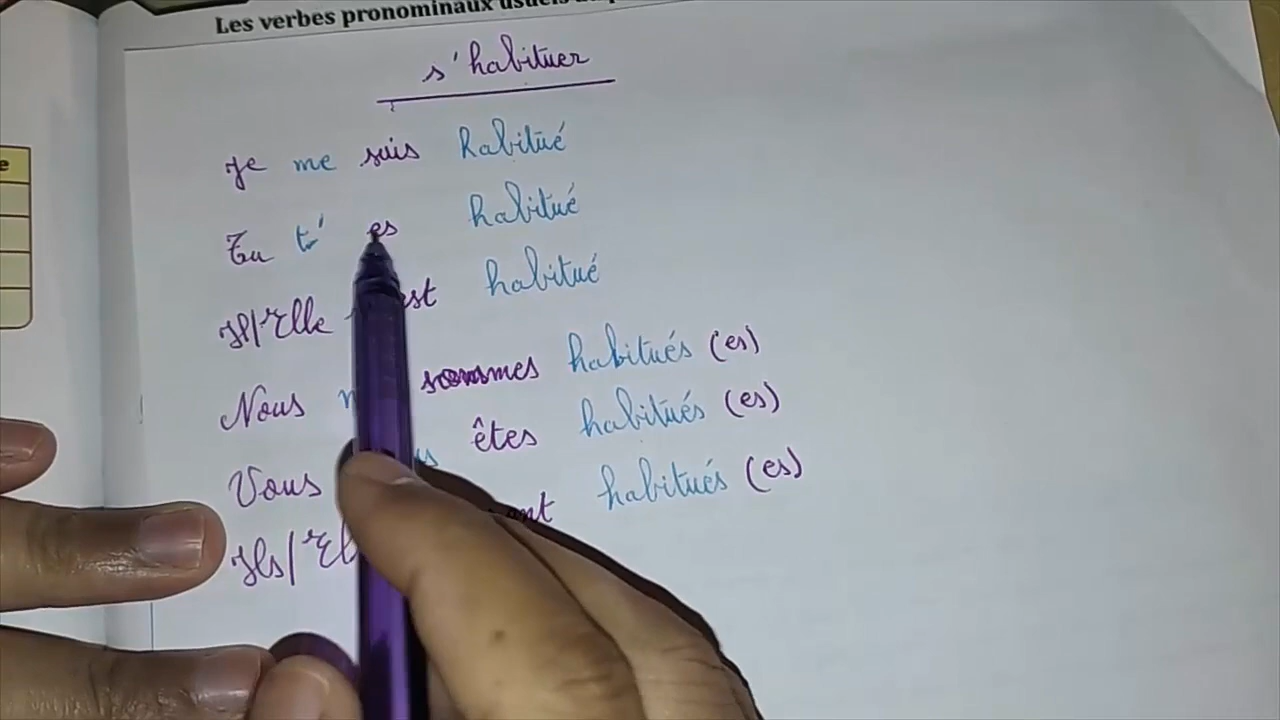 Les verbes pronominaux usuels
s'habituer
e
Je me suis habitué
Tu t' es habitué
Il/Elle est habitué
Nous sommes habitués (es)
Vous êtes habitués (es)
Ils/ habitués (es)